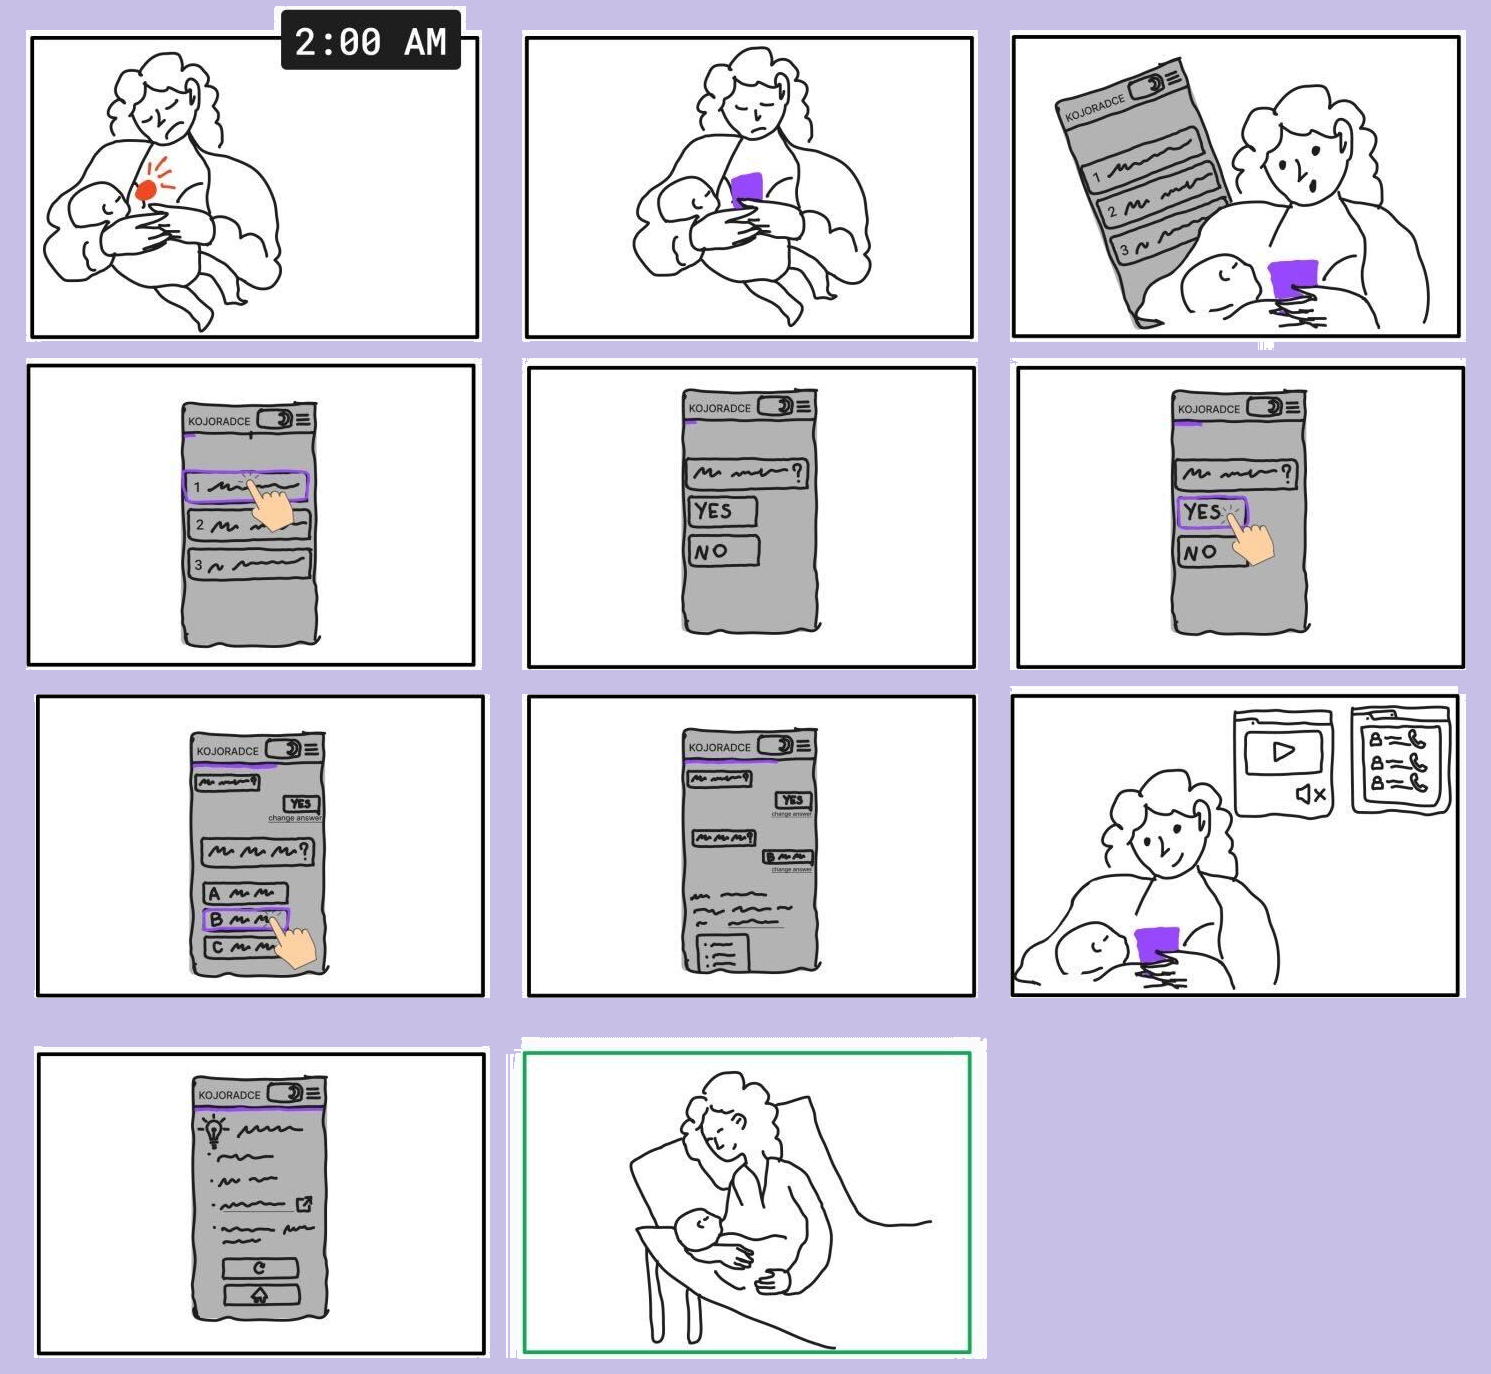 2:00 AM
KOJORADCE
1
2
3
KOJORADCE
1
2
3
KOJORADCE
?
YES
NO
KOJORADCE
?
YES
NO
KOJORADCE
?
YES
change answer
?
A
B
C
KOJORADCE
?
YES
change answer
?
B
change answer
KOJORADCE